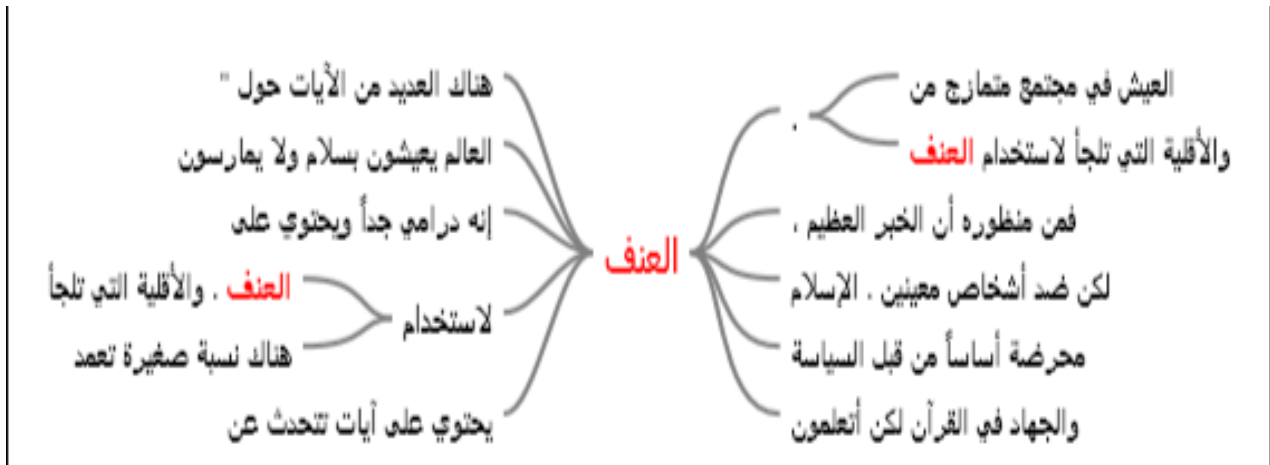 العيش في مجتمع متمازج من
.
والأقلية التي تلجأ لاستخدام العنف
فمن منظوره أن الخبر العظيم ،
لكن ضد أشخاص معينين . الإسلام
محرضة أساساً من قبل السياسة
والجهاد في القرآن لكن أتعلمون
العنف
هناك العديد من الآيات حول "
العالم يعيشون بسلام ولا يمارسون
إنه درامي جداً ويحتوي على
لاستخدام
العنف . والأقلية التي تلجأ
هناك نسبة صغيرة تعمد
يحتوي على آيات تتحدث عن